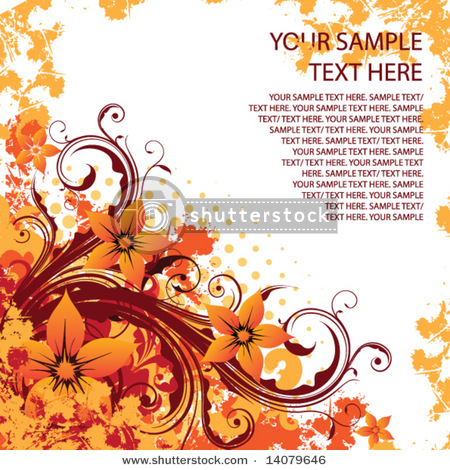 YOUR SAMPLE
TEXT HERE
YOUR SAMPLE TEXT HERE. SAMPLE TEXT/
TEXT HERE. YOUR SAMPLE TEXT HERE. SAMPLE
TEXT/ TEXT HERE. YOUR SAMPLE TEXT HERE.
SAMPLE TEXT/ TEXT HERE. YOUR SAMPLE
TEXT HERE. SAMPLE TEXT/ TEXT HERE. YOUR
SAMPLE TEXT HERE. SAMPLE
TEXT/ TEXT HERE. YOUR SAMPLE TEXT
HERE. SAMPLE TEXT/ TEXT HERE.
YOUR SAMPLE TEXT HERE. SAMPLE
TEXT/ TEXT HERE. YOUR SAMPLE
TEXT HERE. SAMPLE TEXT/
TEXT HERE. YOUR SAMPLE
shutterstock
www.shutterstock.com · 14079646